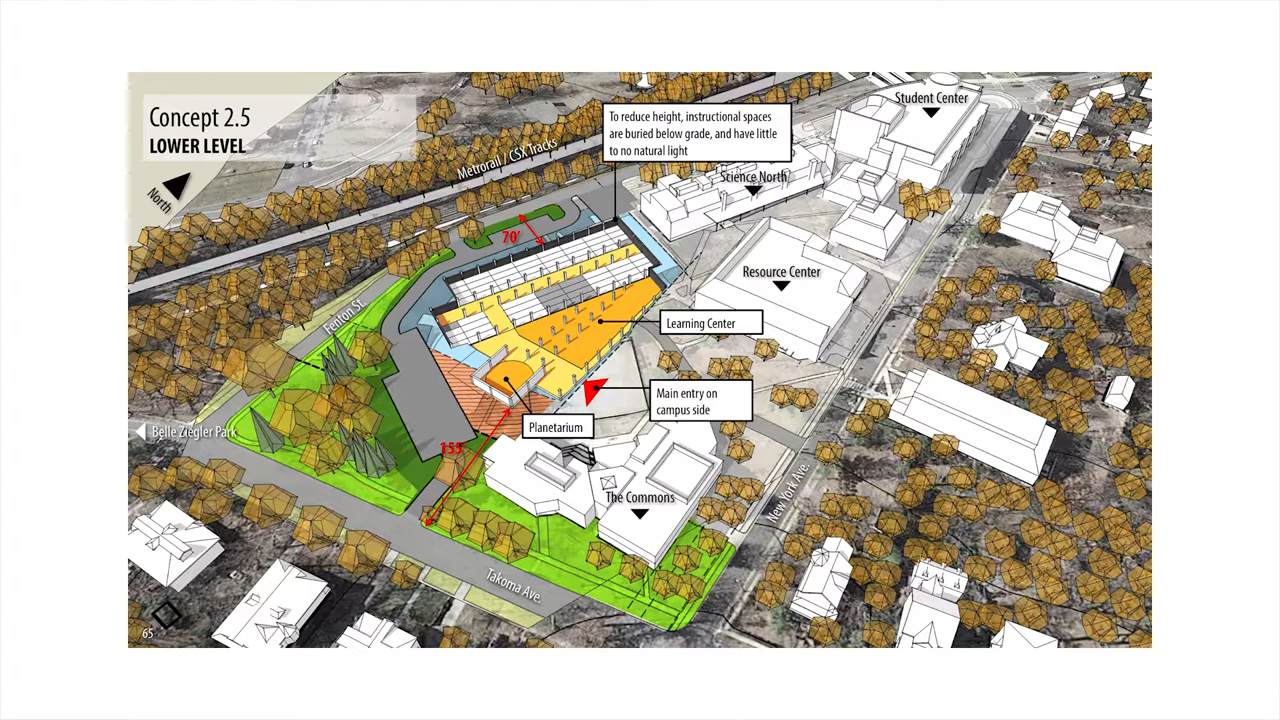 Concept 2.5
LOWER LEVEL
North
Metrorail / CSX Tracks
To reduce height, instructional spaces
are buried below grade, and have little
to no natural light
Student Center
Science North
70'
Resource Center
Fenton St.
Learning Center
Main entry on
campus side
Planetarium
Belle Ziegler Park
155'
The Commons
New York Ave.
Takoma Ave.
65